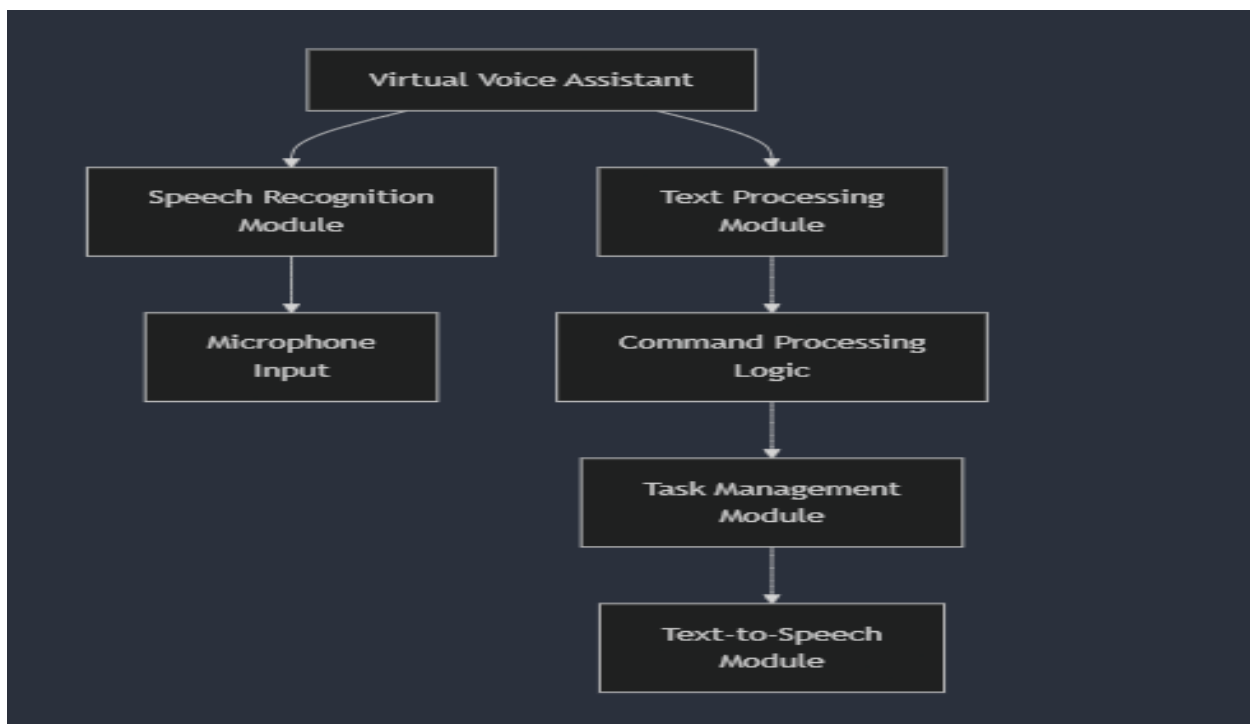 Virtual Voice Assistant
Speech Recognition
Module
Text Processing
Module
Microphone
Input
Command Processing
Logic
Task Management
Module
Text-to-Speech
Module